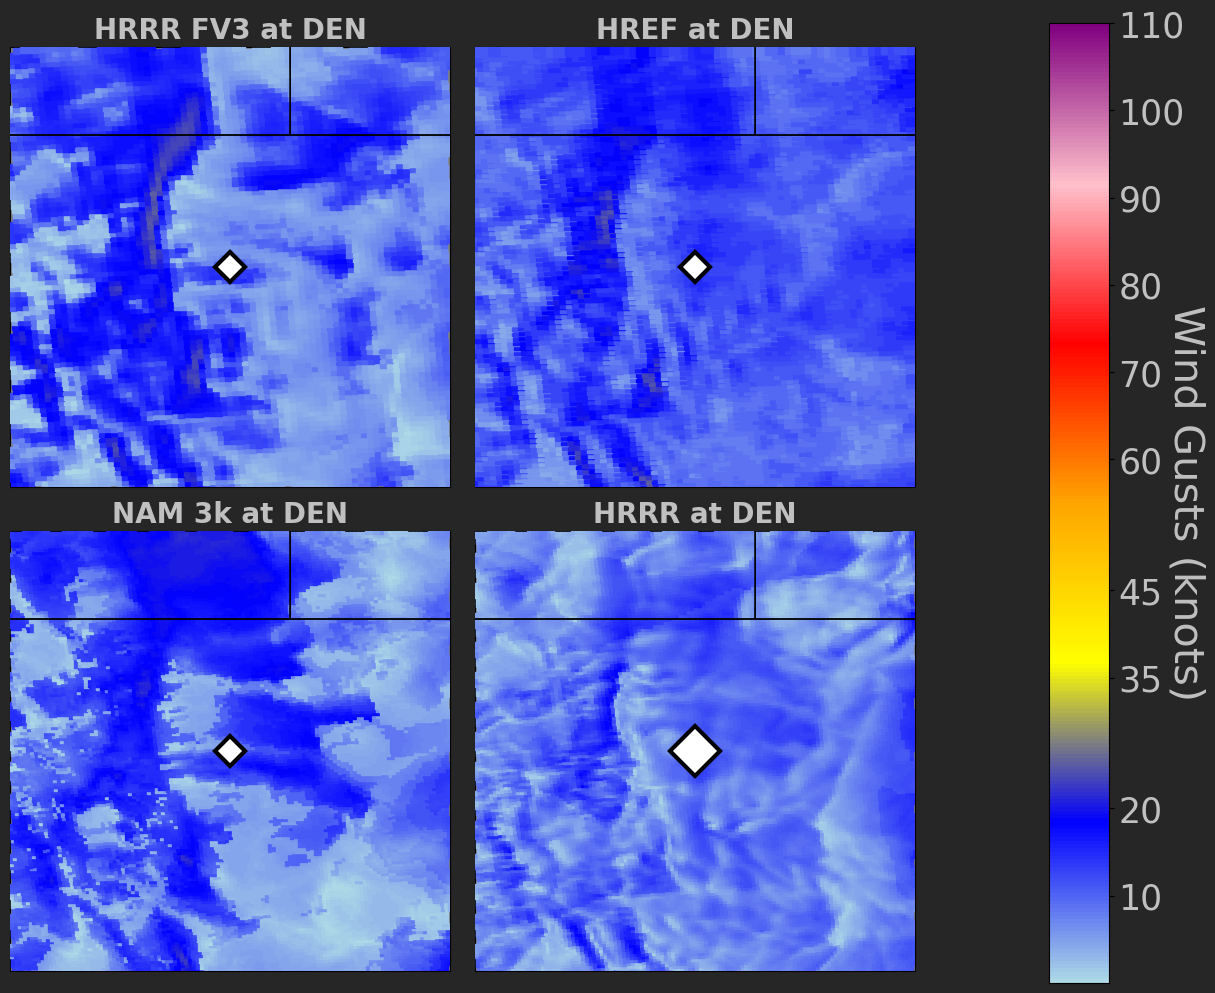 HRRR FV3 at DEN
HREF at DEN
NAM 3k at DEN
HRRR at DEN
110
100
90
80
70
60
45
35
20
10
Wind Gusts (knots)